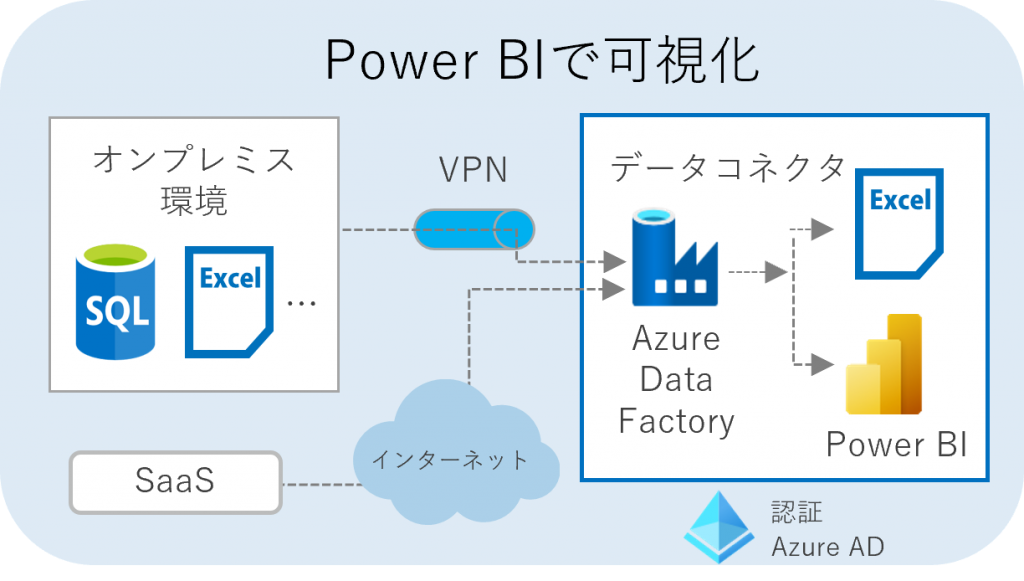 Power BIで可視化
オンプレミス
環境
SQL
Excel
...
VPN
データコネクタ
Excel
Azure
Data
Factory
Power BI
インターネット
SaaS
認証
Azure AD